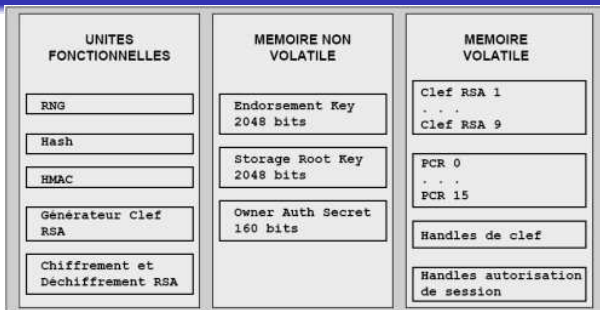 UNITES
FONCTIONNELLES
RNG
Hash
HMAC
Générateur Clef
RSA
Chiffrement et
Déchiffrement RSA
MEMOIRE NON
VOLATILE
Endorsement Key
2048 bits
Storage Root Key
2048 bits
Owner Auth Secret
160 bits
MEMOIRE
VOLATILE
Clef RSA 1
. . .
Clef RSA 9
PCR 0
. . .
PCR 15
Handles de clef
Handles autorisation
de session